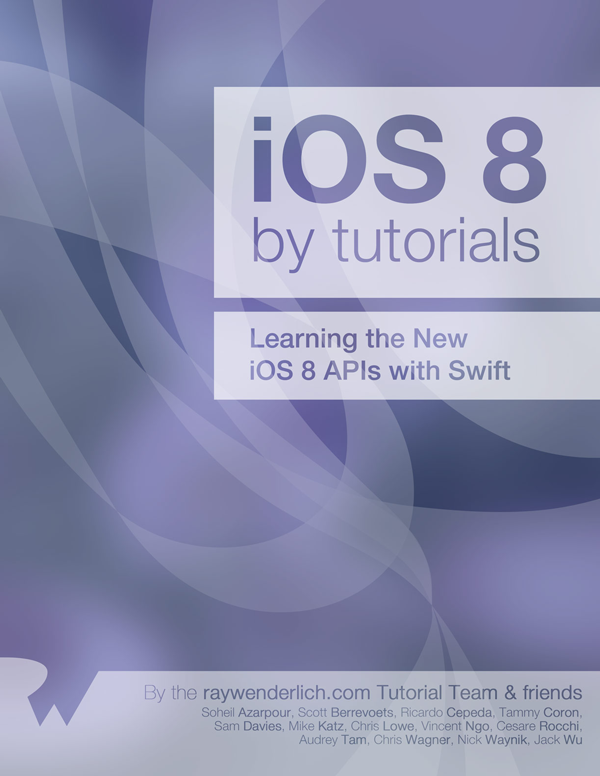 iOS 8
by tutorials
Learning the New
iOS 8 APIs with Swift
By the raywenderlich.com Tutorial Team & friends
Soheil Azarpour, Scott Berrevoets, Ricardo Cepeda, Tammy Coron,
Sam Davies, Mike Katz, Chris Lowe, Vincent Ngo, Cesare Rocchi,
Audrey Tam, Chris Wagner, Nick Waynik, Jack Wu